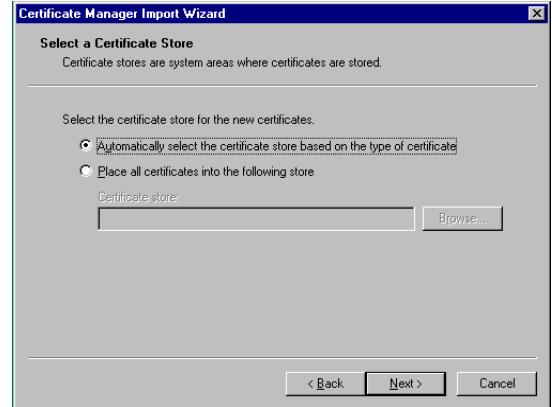 Certificate Manager Import Wizard
Select a Certificate Store
Certificate stores are system areas where certificates are stored.
Select the certificate store for the new certificates.
Automatically select the certificate store based on the type of certificate
Place all certificates into the following store
Certificate store:
Browse...
< Back Next > Cancel